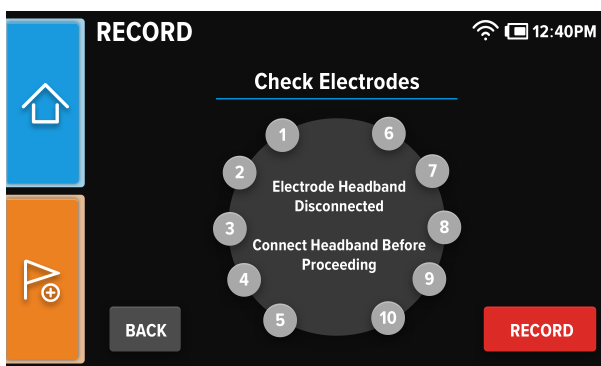 RECORD
12:40PM
Check Electrodes
1
6
2
7
Electrode Headband
Disconnected
3
8
Connect Headband Before
Proceeding
4
9
5
10
BACK
RECORD